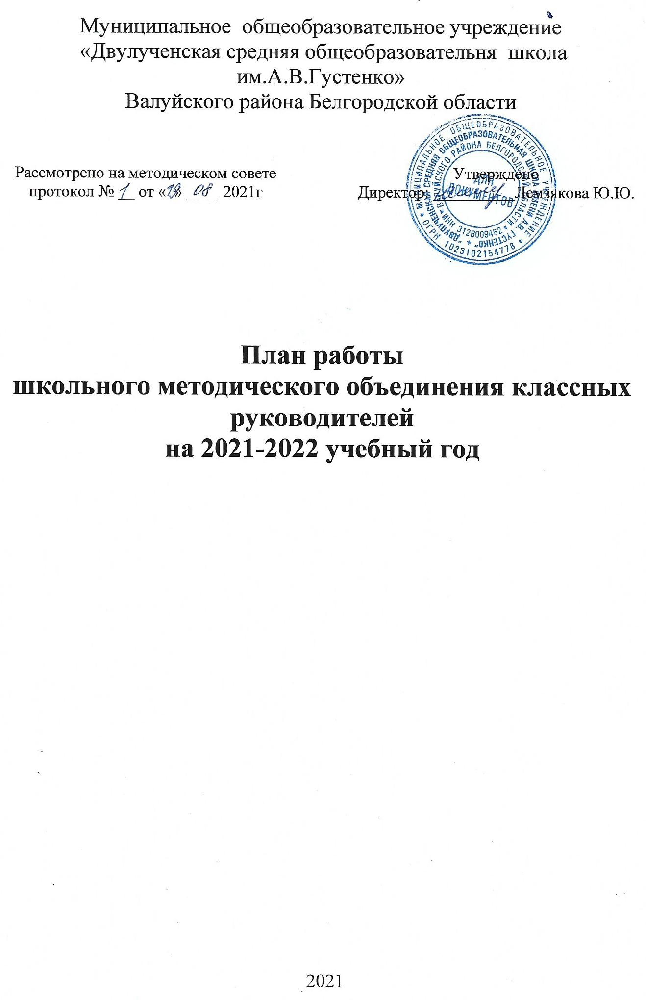 Муниципальное общеобразовательное учреждение
«Двулученская средняя общеобразовательня школа
им.А.В.Густенко»
Валуйского района Белгородской области
Рассмотрено на методическом совете
протокол № 1 от «19» 08 2021г
Утверждено
Директор: Лемзякова Ю.Ю.
* МУНИЦИПАЛЬНОЕ ОБЩЕОБРАЗОВАТЕЛЬНОЕ УЧРЕЖДЕНИЕ * ОГРН 1023102154778
* "ДВУЛУЧЕНСКАЯ СРЕДНЯЯ ОБЩЕОБРАЗОВАТЕЛЬНАЯ ШКОЛА ИМЕНИ А.В. ГУСТЕНКО"
* ВАЛУЙСКОГО РАЙОНА БЕЛГОРОДСКОЙ ОБЛАСТИ * ИНН 3126009462
ДЛЯ
ДОКУМЕНТОВ
План работы
школьного методического объединения классных
руководителей
на 2021-2022 учебный год
2021